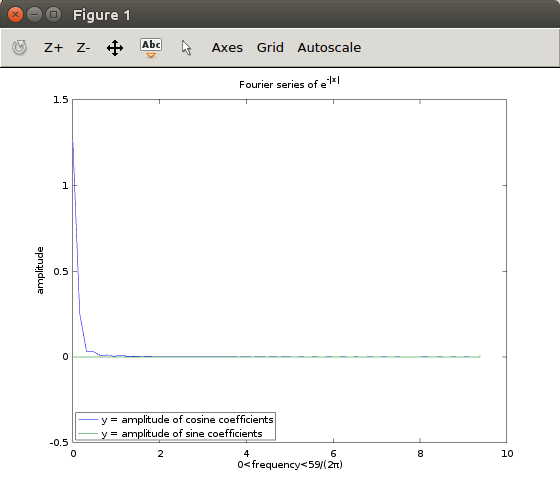 Figure 1
Z+ Z- Abc Axes Grid Autoscale
Fourier series of e^-|x|
1.5
1
0.5
0
-0.5
amplitude
y = amplitude of cosine coefficients
y = amplitude of sine coefficients
0 2 4 6 8 10
0<frequency<59/(2π)